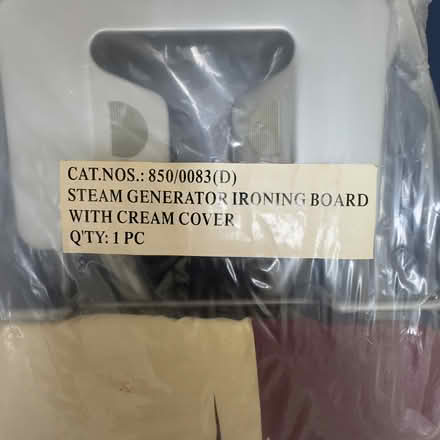 CAT.NOS.: 850/0083(D)
STEAM GENERATOR IRONING BOARD
WITH CREAM COVER
Q'TY: 1 PC